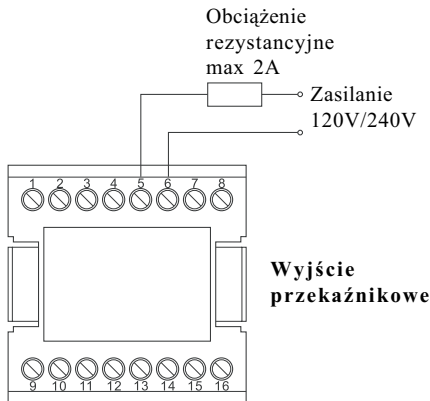 Obciążenie
rezystancyjne
max 2A
Zasilanie
120V/240V
1 2 3 4 5 6 7 8
Wyjście
przekaźnikowe
9 10 11 12 13 14 15 16